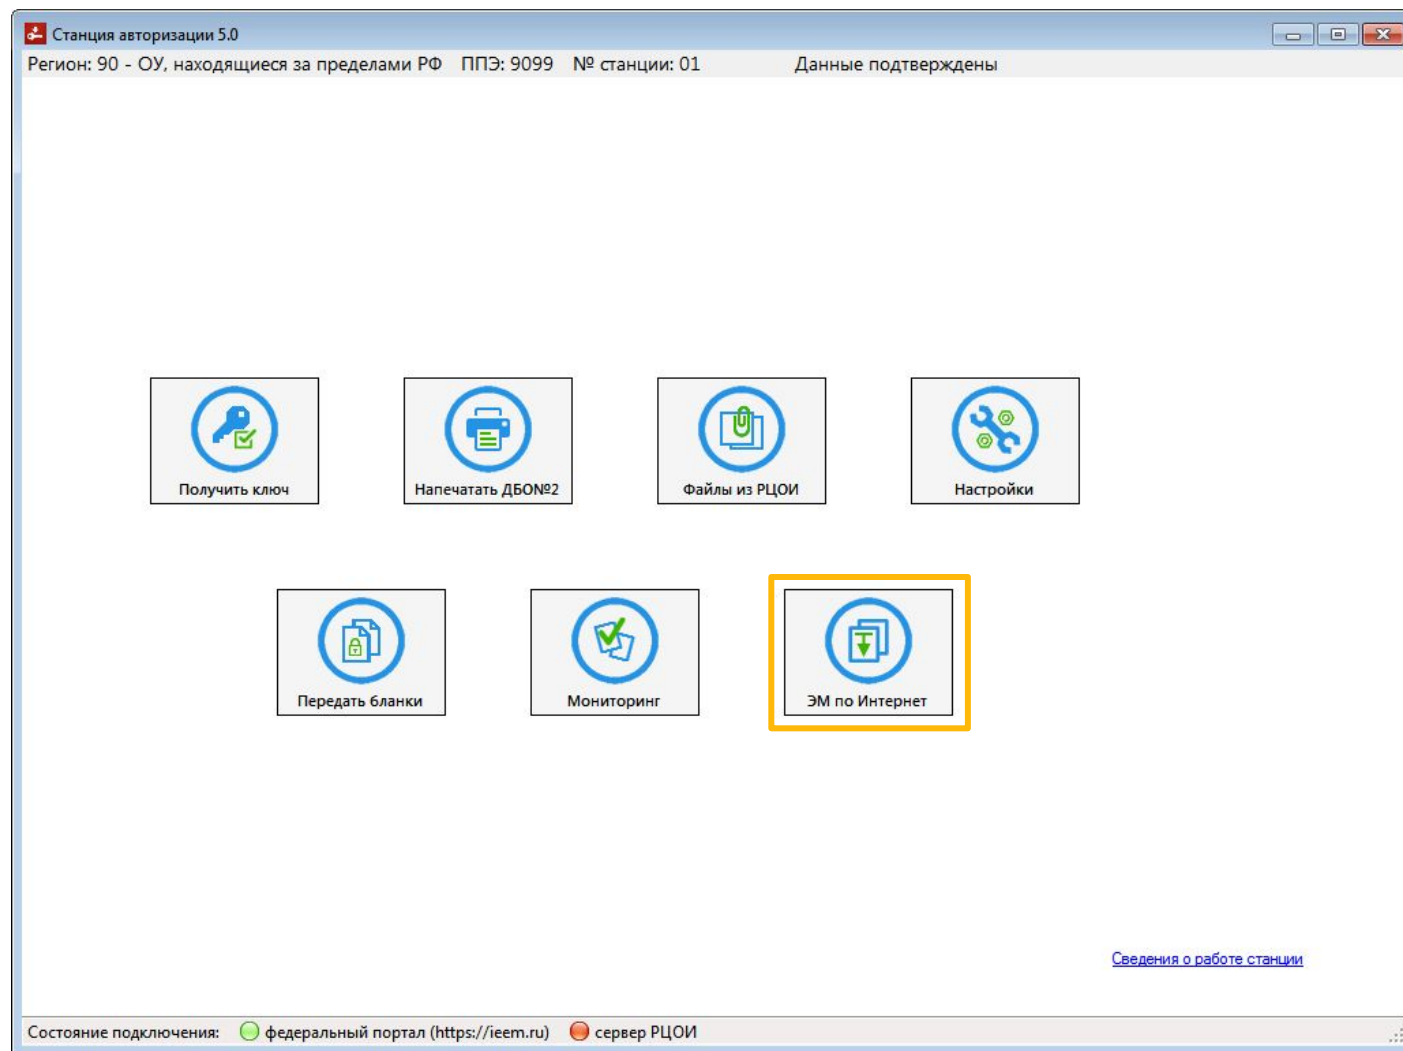 Станция авторизации 5.0
Регион: 90 - ОУ, находящиеся за пределами РФ ППЭ: 9099 № станции: 01 Данные подтверждены
Получить ключ
Напечатать ДБО№2
Файлы из РЦОИ
Настройки
Передать бланки
Мониторинг
ЭМ по Интернет
Сведения о работе станции
Состояние подключения: федеральный портал (https://ieem.ru) сервер РЦОИ